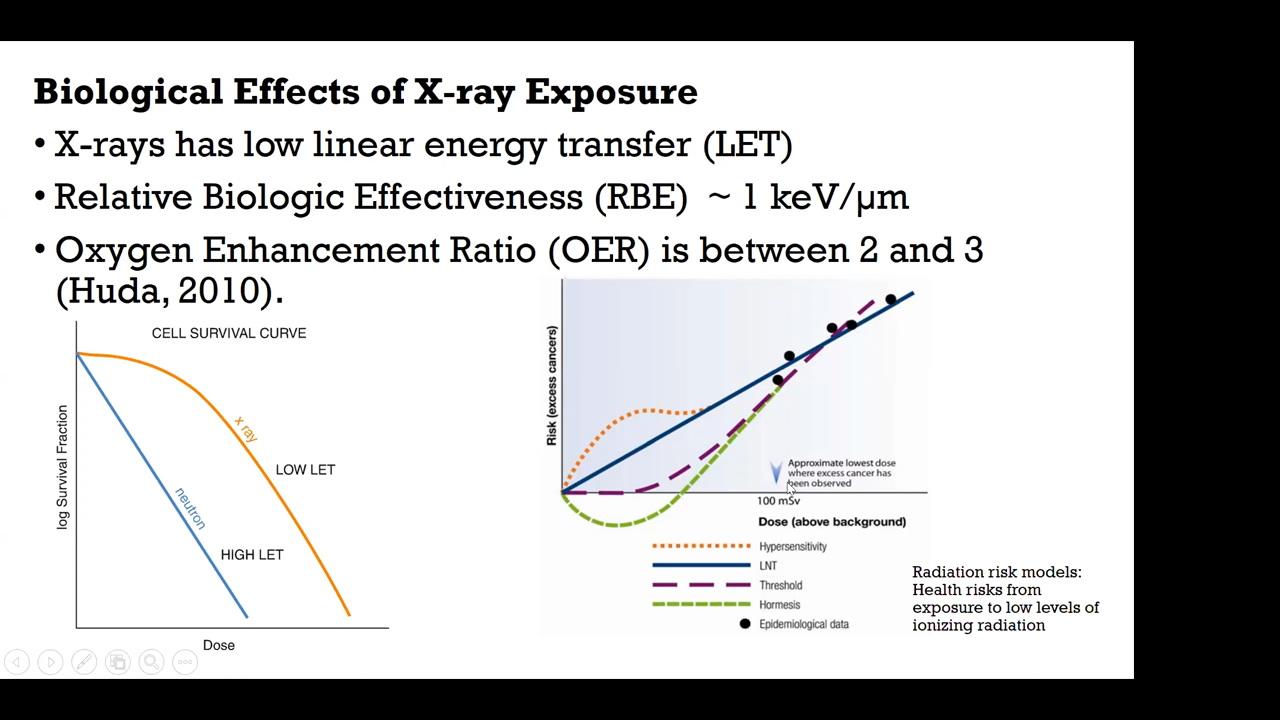 Biological Effects of X-ray Exposure
• X-rays has low linear energy transfer (LET)
• Relative Biologic Effectiveness (RBE) ~ 1 keV/µm
• Oxygen Enhancement Ratio (OER) is between 2 and 3
(Huda, 2010).
CELL SURVIVAL CURVE
log Survival Fraction
x ray
LOW LET
neutron
HIGH LET
Dose
Risk (excess cancers)
Approximate lowest dose
where excess cancer has
been observed
100 mSv
Dose (above background)
Hypersensitivity
LNT
Threshold
Hormesis
Epidemiological data
Radiation risk models:
Health risks from
exposure to low levels of
ionizing radiation